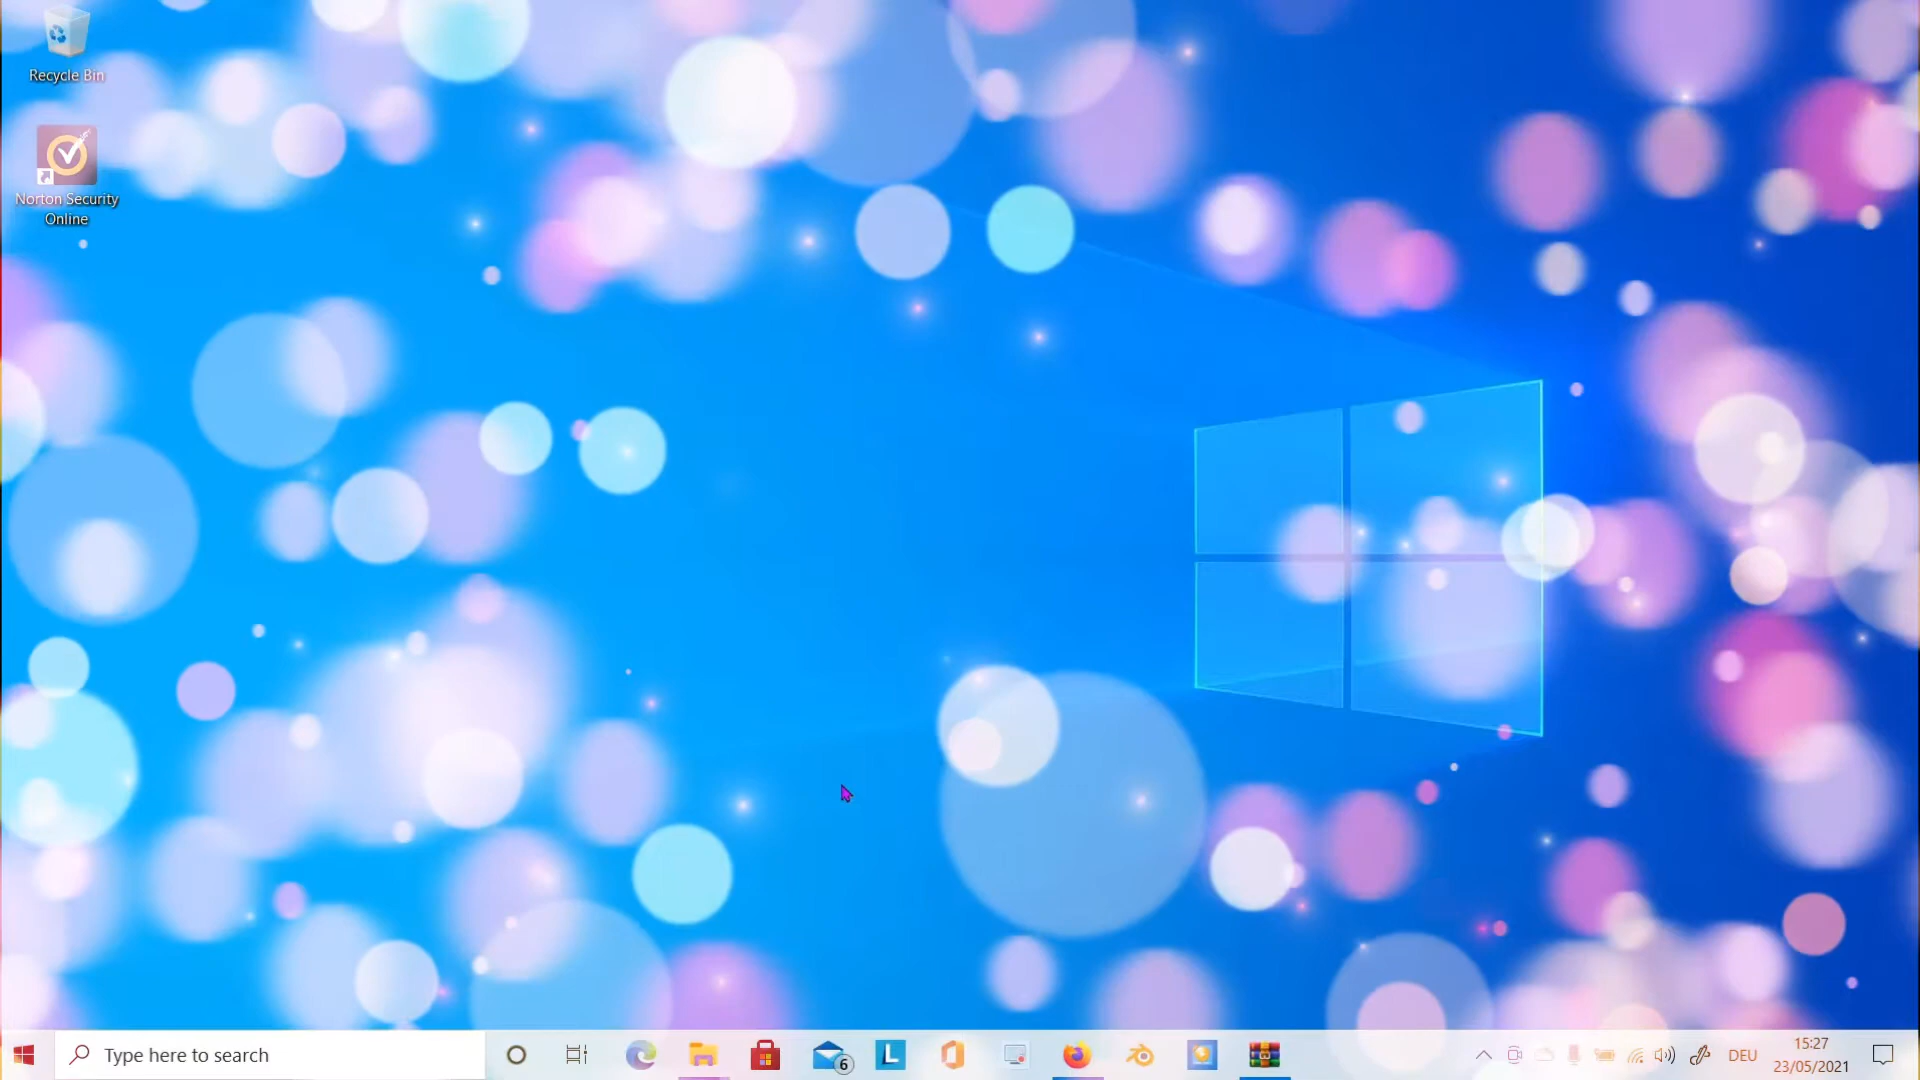 Recycle Bin
Norton Security
Online
Type here to search
6
L
DEU
15:27
23/05/2021